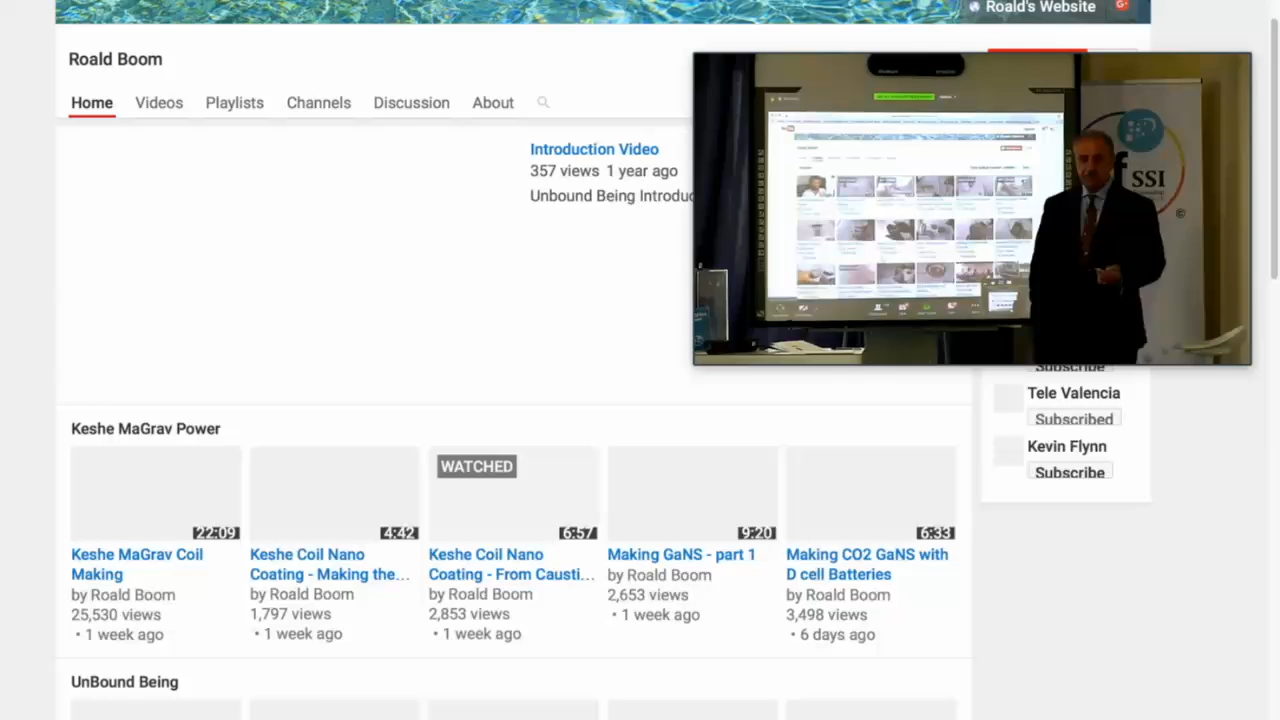 Roald's Website
Roald Boom
Home Videos Playlists Channels Discussion About
Introduction Video
357 views 1 year ago
Unbound Being Introduc
f SSI
©
Subscribe
Tele Valencia
Subscribed
Kevin Flynn
Subscribe
Keshe MaGrav Power
WATCHED
22:09
4:42
6:57
9:20
6:33
Keshe MaGrav Coil
Making
by Roald Boom
25,530 views
• 1 week ago
Keshe Coil Nano
Coating - Making the...
by Roald Boom
1,797 views
• 1 week ago
Keshe Coil Nano
Coating - From Causti...
by Roald Boom
2,853 views
• 1 week ago
Making GaNS - part 1
by Roald Boom
2,653 views
• 1 week ago
Making CO2 GaNS with
D cell Batteries
by Roald Boom
3,498 views
• 6 days ago
UnBound Being